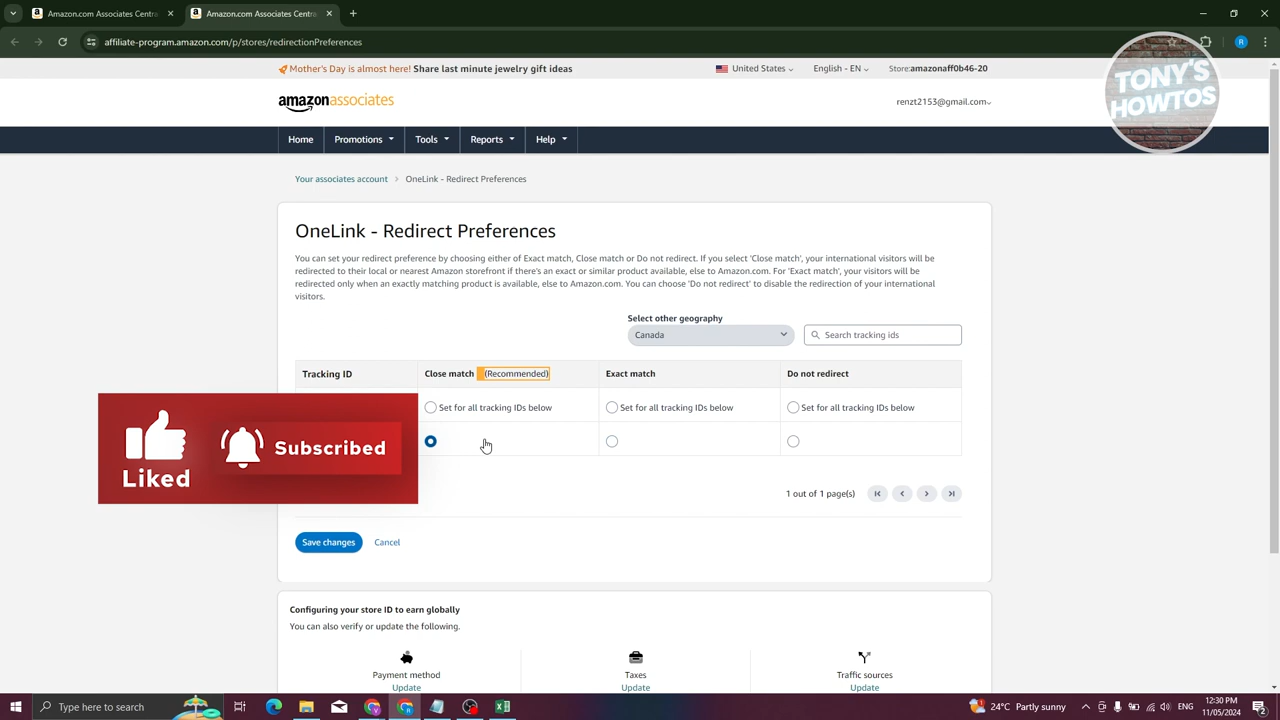 Amazon.com Associates Centr
Amazon.com Associates Centr
affiliate-program.amazon.com/p/stores/redirectionPreferences
R
Mother's Day is almost here! Share last minute jewelry gift ideas
United States
English - EN
Store:amazonaff0b46-20
TONY'S
HOWTOS
amazonassociates
renzt2153@gmail.com
Home
Promotions
Tools
Reports
Help
Your associates account > OneLink - Redirect Preferences
OneLink - Redirect Preferences
You can set your redirect preference by choosing either of Exact match, Close match or Do not redirect. If you select 'Close match', your international visitors will be
redirected to their local or nearest Amazon storefront if there's an exact or similar product available, else to Amazon.com. For 'Exact match', your visitors will be
redirected only when an exactly matching product is available, else to Amazon.com. You can choose 'Do not redirect' to disable the redirection of your international
visitors.
Select other geography
Canada
Search tracking ids
Tracking ID
Close match (Recommended)
Exact match
Do not redirect
Set for all tracking IDs below
Set for all tracking IDs below
Set for all tracking IDs below
Liked
Subscribed
1 out of 1 page(s)
Save changes
Cancel
Configuring your store ID to earn globally
You can also verify or update the following.
Payment method
Update
Taxes
Update
Traffic sources
Update
Type here to search
24°C Partly sunny
12:30 PM
11/05/2024
2